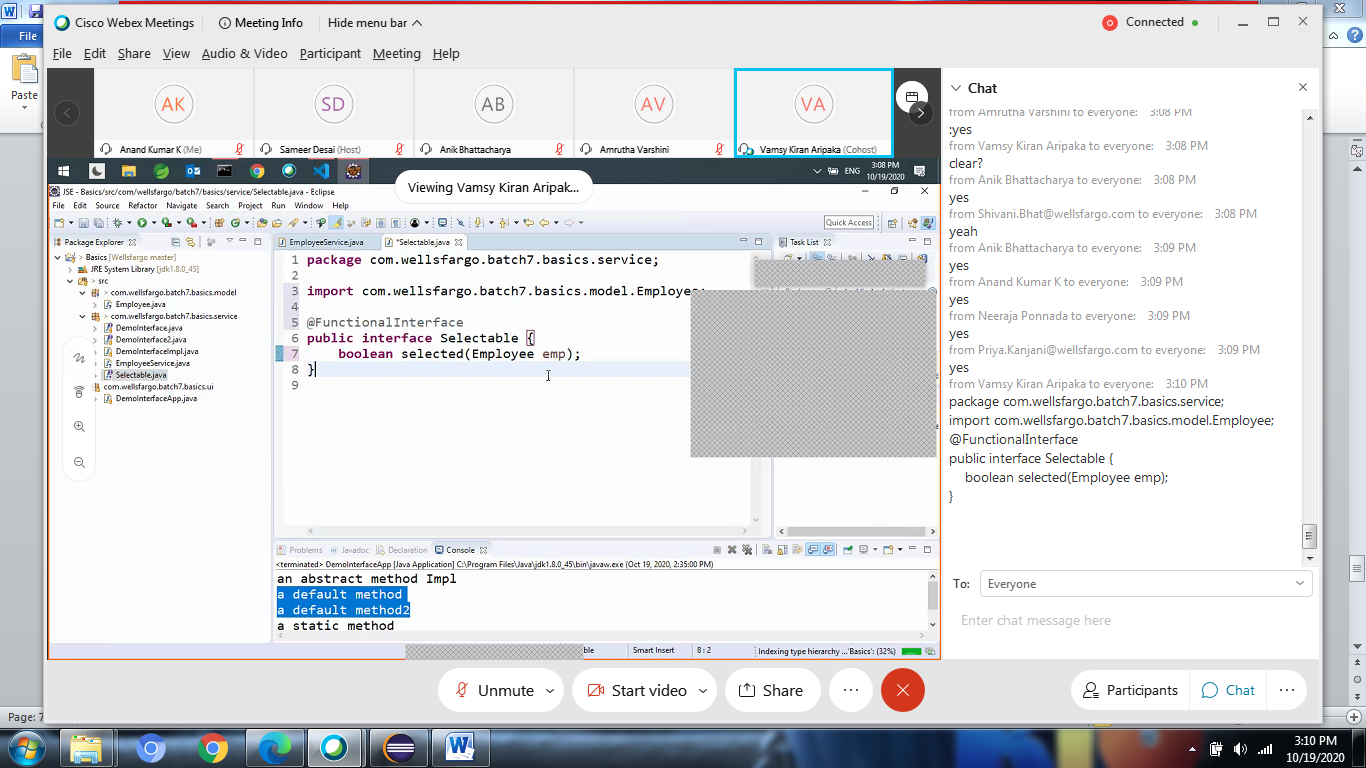 File
Paste
Page: 7
Cisco Webex Meetings
Meeting Info
Hide menu bar
Connected
File Edit Share View Audio & Video Participant Meeting Help
AK
SD
AB
AV
VA
Anand Kumar K (Me)
Sameer Desai (Host)
Anik Bhattacharya
Amrutha Varshini
Vamsy Kiran Aripaka (Cohost)
ENG
3:08 PM
10/19/2020
Viewing Vamsy Kiran Aripak...
JSE - Basics/src/com/wellsfargo/batch7/basics/service/Selectable.java - Eclipse
File Edit Source Refactor Navigate Search Project Run Window Help
Quick Access
Package Explorer
Basics [Wellsfargo master]
JRE System Library [jdk1.8.0_45]
> src
> com.wellsfargo.batch7.basics.model
Employee.java
> com.wellsfargo.batch7.basics.service
DemoInterface.java
DemoInterface2.java
DemoInterfaceImpl.java
EmployeeService.java
Selectable.java
com.wellsfargo.batch7.basics.ui
DemoInterfaceApp.java
EmployeeService.java
*Selectable.java
1 package com.wellsfargo.batch7.basics.service;
2
3 import com.wellsfargo.batch7.basics.model.Employee;
4
5 @FunctionalInterface
6 public interface Selectable {
7 boolean selected(Employee emp);
8 }
9
Task List
Problems Javadoc Declaration Console
<terminated> DemoInterfaceApp [Java Application] C:\Program Files\Java\jdk1.8.0_45\bin\javaw.exe (Oct 19, 2020, 2:35:00 PM)
an abstract method Impl
a default method
a default method2
a static method
ble
Smart Insert
8 : 2
Indexing type hierarchy ...'Basics': (32%)
Chat
from Amrutha Varshini to everyone: 3:08 PM
:yes
from Vamsy Kiran Aripaka to everyone: 3:08 PM
clear?
from Anik Bhattacharya to everyone: 3:08 PM
yes
from Shivani.Bhat@wellsfargo.com to everyone: 3:08 PM
yeah
from Anik Bhattacharya to everyone: 3:09 PM
yes
from Anand Kumar K to everyone: 3:09 PM
yes
from Neeraja Ponnada to everyone: 3:09 PM
yes
from Priya.Kanjani@wellsfargo.com to everyone: 3:09 PM
yes
from Vamsy Kiran Aripaka to everyone: 3:10 PM
package com.wellsfargo.batch7.basics.service;
import com.wellsfargo.batch7.basics.model.Employee;
@FunctionalInterface
public interface Selectable {
boolean selected(Employee emp);
}
To: Everyone
Enter chat message here
Unmute
Start video
Share
Participants
Chat
3:10 PM
10/19/2020